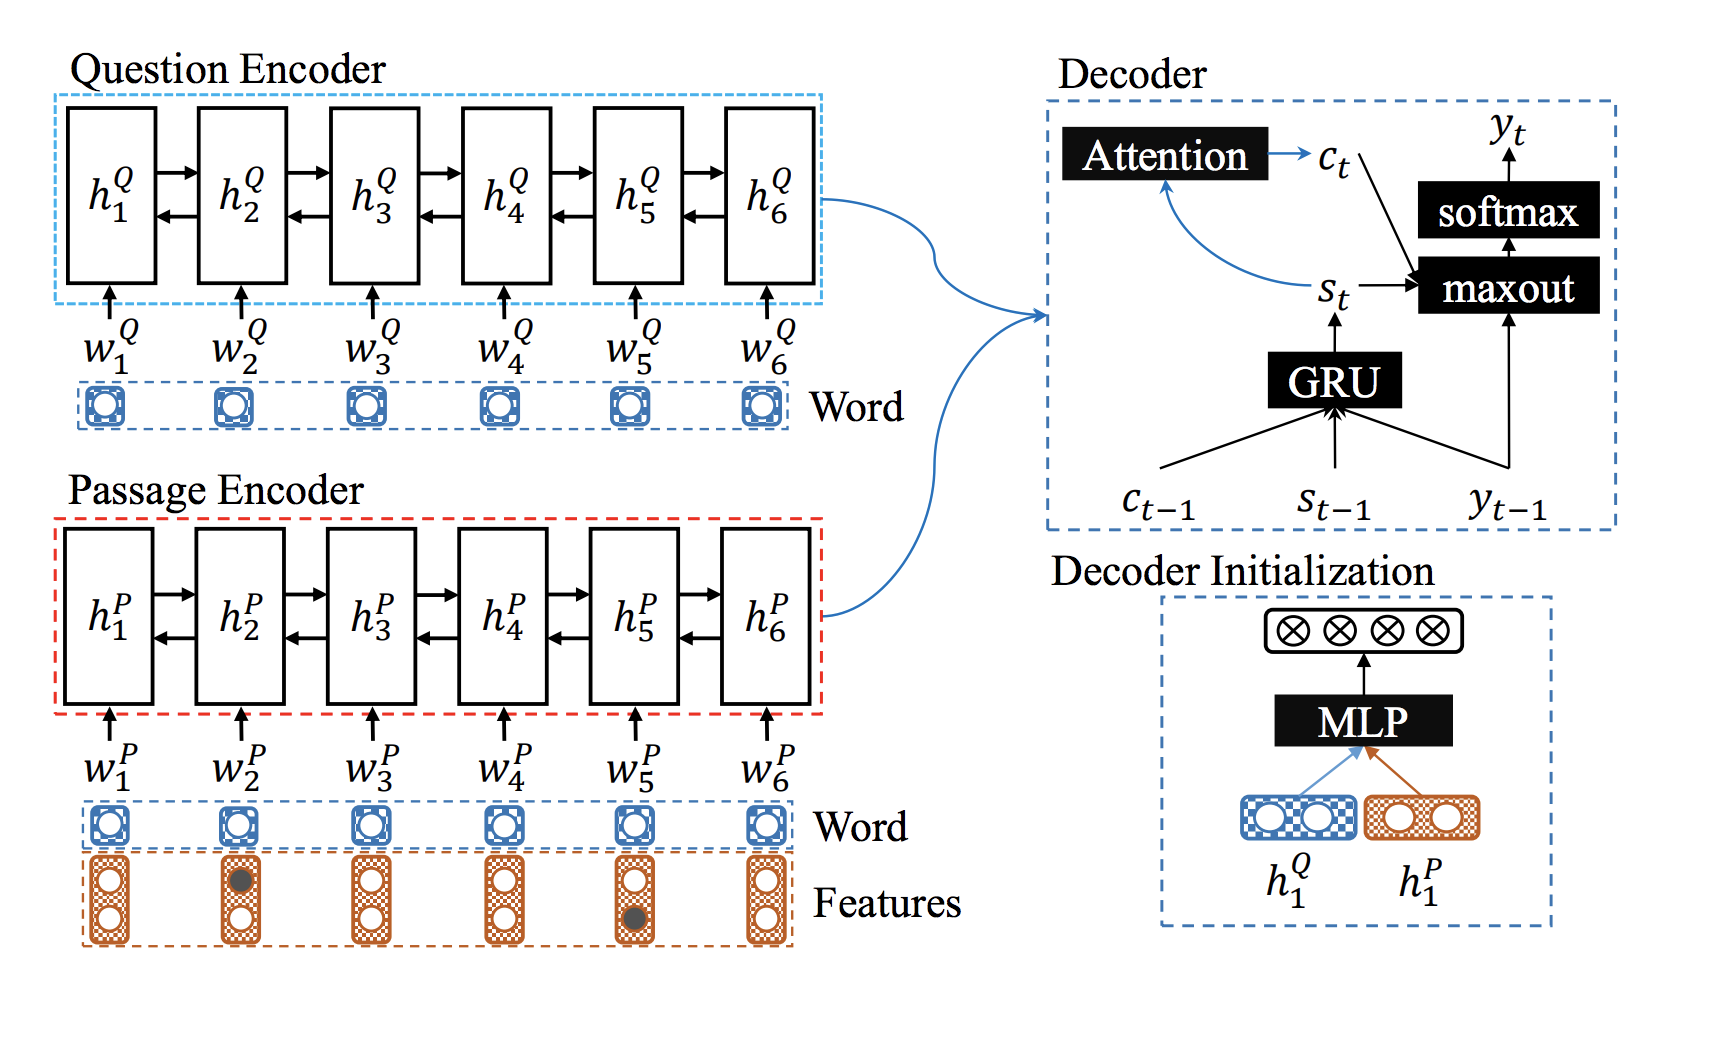 Question Encoder
h_1^Q h_2^Q h_3^Q h_4^Q h_5^Q h_6^Q
w_1^Q w_2^Q w_3^Q w_4^Q w_5^Q w_6^Q
Word
Passage Encoder
h_1^P h_2^P h_3^P h_4^P h_5^P h_6^P
w_1^P w_2^P w_3^P w_4^P w_5^P w_6^P
Word
Features
Decoder
y_t
Attention c_t
softmax
s_t maxout
GRU
c_{t-1} s_{t-1} y_{t-1}
Decoder Initialization
MLP
h_1^Q h_1^P